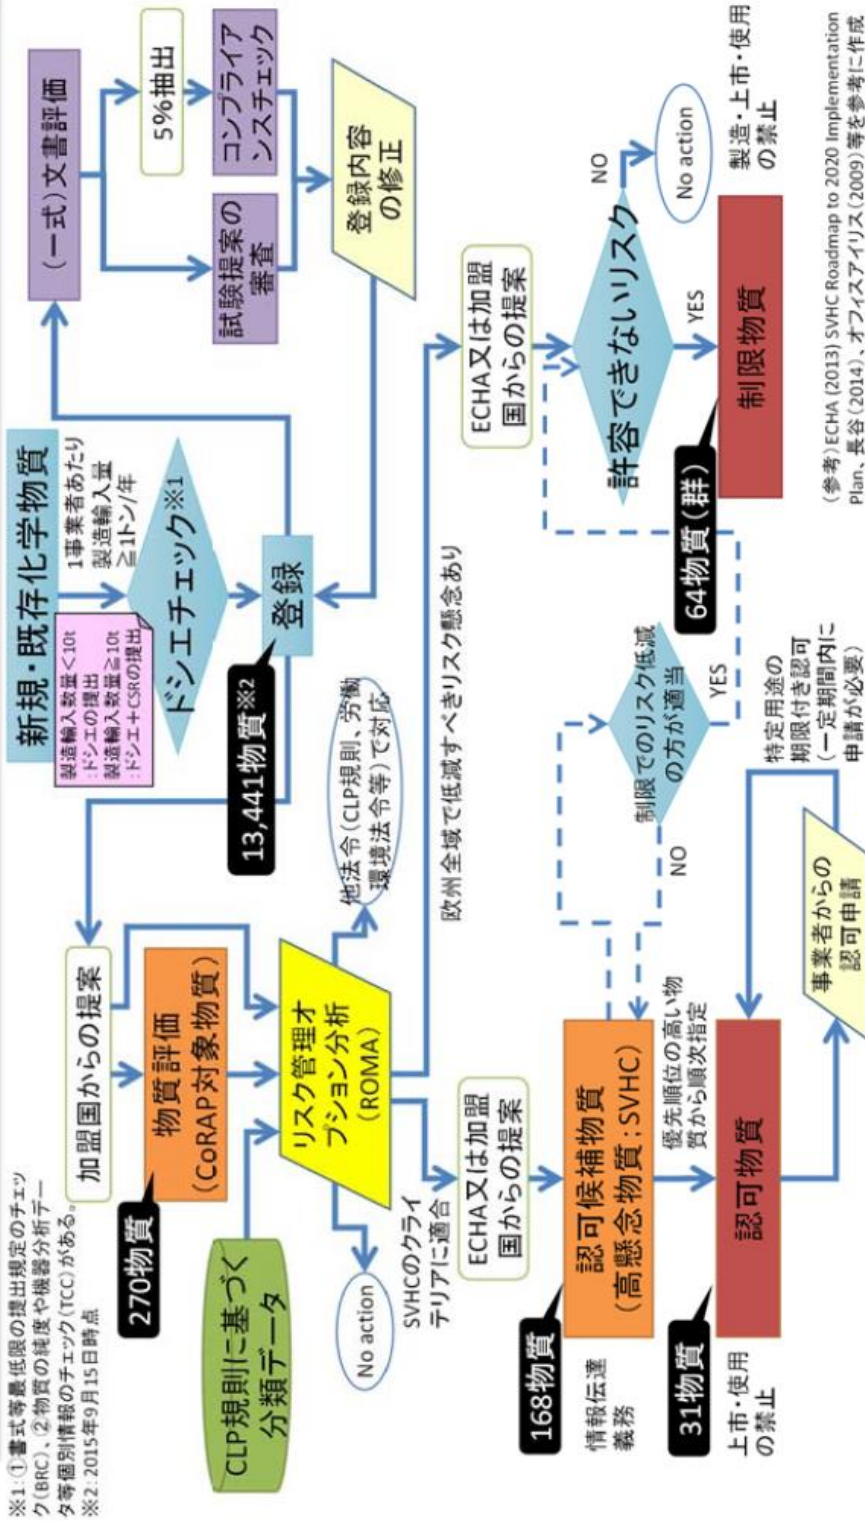 ※1:①書式等最低限の提出規定のチェッ
ク(BRC)、②物質の純度や機器分析デー
タ等個別情報のチェック(TCC)がある。
※2:2015年9月15日時点
新規・既存化学物質
1事業者あたり
製造輸入量
≧1トン/年
製造輸入数量<10t
:ドシエの提出
製造輸入数量≧10t
:ドシエ+CSRの提出
ドシエチェック※1
登録
13,441物質※2
(一式)文書評価
5%抽出
試験提案の
審査
コンプライア
ンスチェック
登録内容
の修正
加盟国からの提案
270物質
物質評価
(CoRAP対象物質)
CLP規則に基づく
分類データ
リスク管理オ
プション分析
(ROMA)
他法令(CLP規則、労働
環境法令等)で対応
No action
SVHCのクライ
テリアに適合
欧州全域で低減すべきリスク懸念あり
ECHA又は加盟
国からの提案
ECHA又は加盟
国からの提案
168物質
情報伝達
義務
認可候補物質
(高懸念物質:SVHC)
制限でのリスク低減
の方が適当
NO
YES
許容できないリスク
NO
No action
YES
優先順位の高い物
質から順次指定
31物質
上市・使用
の禁止
認可物質
特定用途の
期限付き認可
(一定期間内に
申請が必要)
事業者からの
認可申請
64物質(群)
制限物質
製造・上市・使用
の禁止
(参考)ECHA (2013) SVHC Roadmap to 2020 Implementation
Plan、長谷(2014)、オフィスアイリス(2009)等を参考に作成